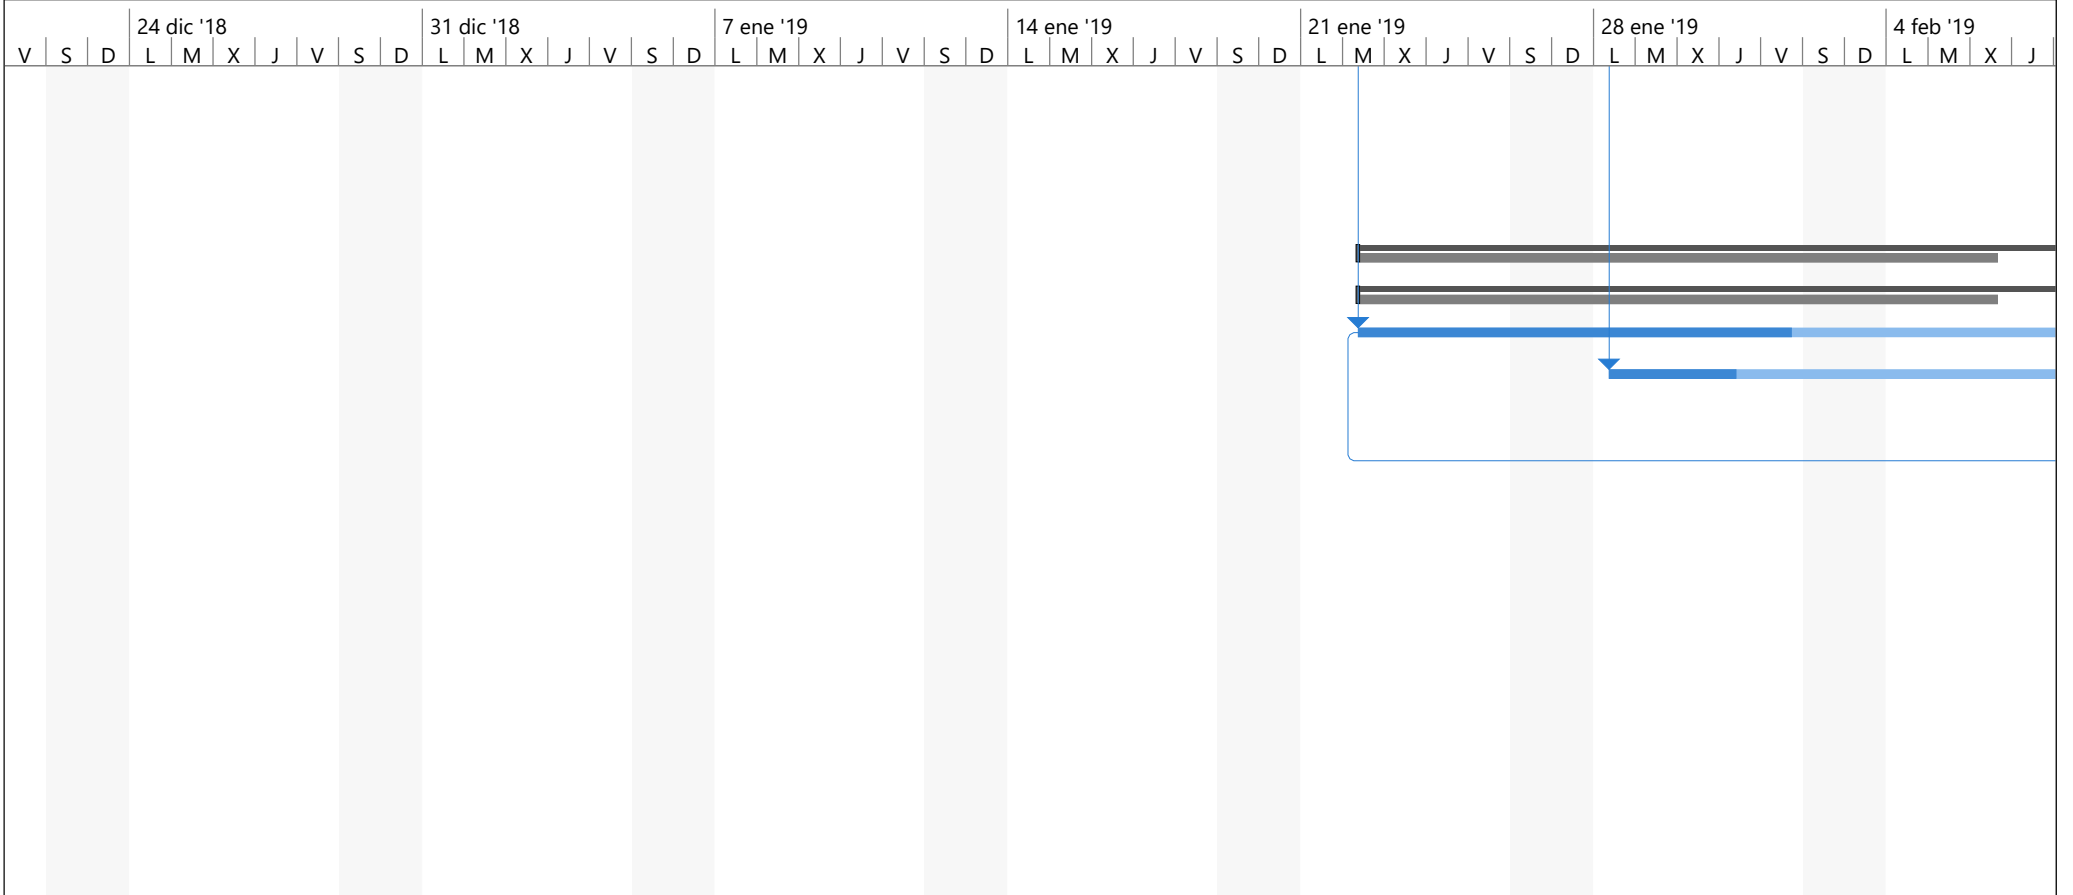 24 dic '18 31 dic '18 7 ene '19 14 ene '19 21 ene '19 28 ene '19 4 feb '19
V S D L M X J V S D L M X J V S D L M X J V S D L M X J V S D L M X J V S D L M X J V S D L M X J